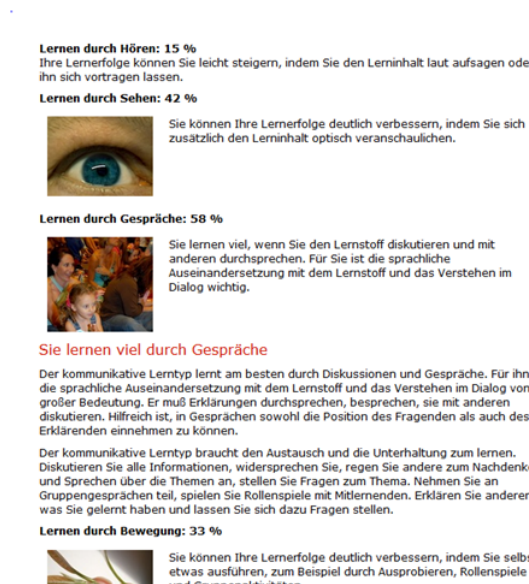 Lernen durch Hören: 15 %
Ihre Lernerfolge können Sie leicht steigern, indem Sie den Lerninhalt laut aufsagen ode
ihn sich vortragen lassen.
Lernen durch Sehen: 42 %
Sie können Ihre Lernerfolge deutlich verbessern, indem Sie sich
zusätzlich den Lerninhalt optisch veranschaulichen.
Lernen durch Gespräche: 58 %
Sie lernen viel, wenn Sie den Lernstoff diskutieren und mit
anderen durchsprechen. Für Sie ist die sprachliche
Auseinandersetzung mit dem Lernstoff und das Verstehen im
Dialog wichtig.
Sie lernen viel durch Gespräche
Der kommunikative Lerntyp lernt am besten durch Diskussionen und Gespräche. Für ihn
die sprachliche Auseinandersetzung mit dem Lernstoff und das Verstehen im Dialog von
großer Bedeutung. Er muß Erklärungen durchsprechen, besprechen, sie mit anderen
diskutieren. Hilfreich ist, in Gesprächen sowohl die Position des Fragenden als auch des
Erklärenden einnehmen zu können.
Der kommunikative Lerntyp braucht den Austausch und die Unterhaltung zum lernen.
Diskutieren Sie alle Informationen, widersprechen Sie, regen Sie andere zum Nachdenke
und Sprechen über die Themen an, stellen Sie Fragen zum Thema. Nehmen Sie an
Gruppengesprächen teil, spielen Sie Rollenspiele mit Mitlernenden. Erklären Sie anderen
was Sie gelernt haben und lassen Sie sich dazu Fragen stellen.
Lernen durch Bewegung: 33 %
Sie können Ihre Lernerfolge deutlich verbessern, indem Sie selbs
etwas ausführen, zum Beispiel durch Ausprobieren, Rollenspiele
und Gruppenaktivitäten